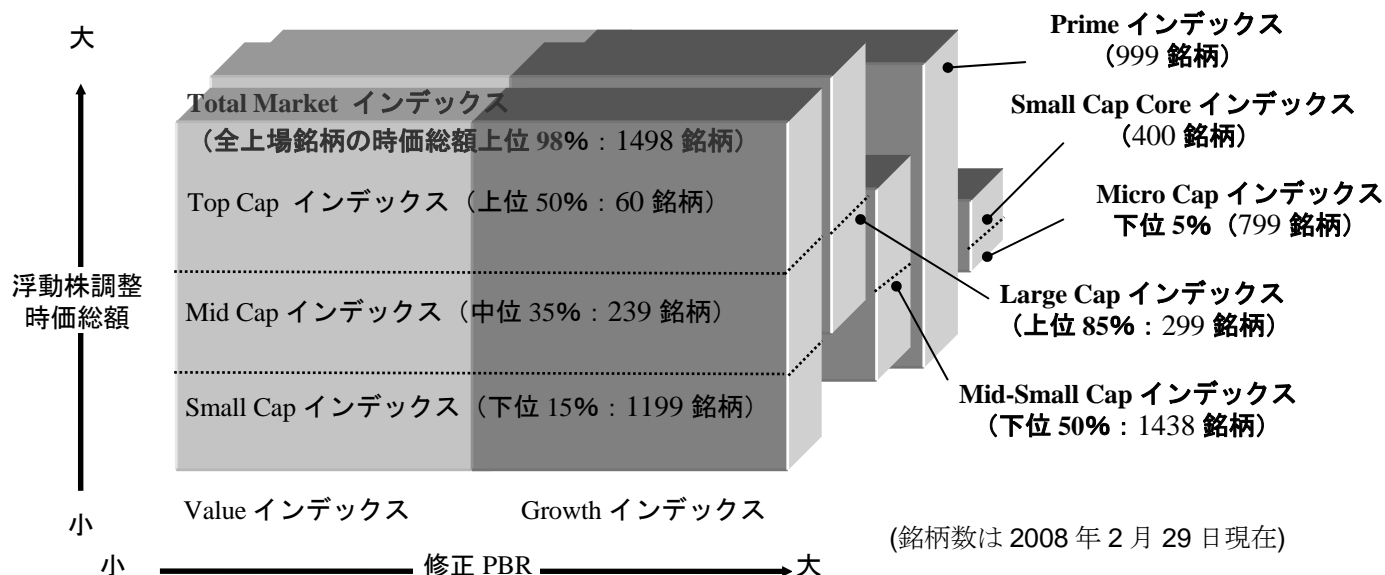 大
Prime インデックス
（999 銘柄）
Small Cap Core インデックス
（400 銘柄）
Micro Cap インデックス
下位 5%（799 銘柄）
Total Market インデックス
（全上場銘柄の時価総額上位 98%：1498 銘柄）
Top Cap インデックス（上位 50%：60 銘柄）
浮動株調整
時価総額
Mid Cap インデックス（中位 35%：239 銘柄）
Large Cap インデックス
（上位 85%：299 銘柄）
Small Cap インデックス（下位 15%：1199 銘柄）
Mid-Small Cap インデックス
（下位 50%：1438 銘柄）
小
Value インデックス
Growth インデックス
(銘柄数は 2008 年 2 月 29 日現在)
小 修正 PBR 大